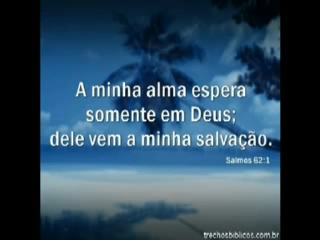 A minha alma espera
somente em Deus;
dele vem a minha salvação.
Salmos 62:1
trechosbiblicos.com.br